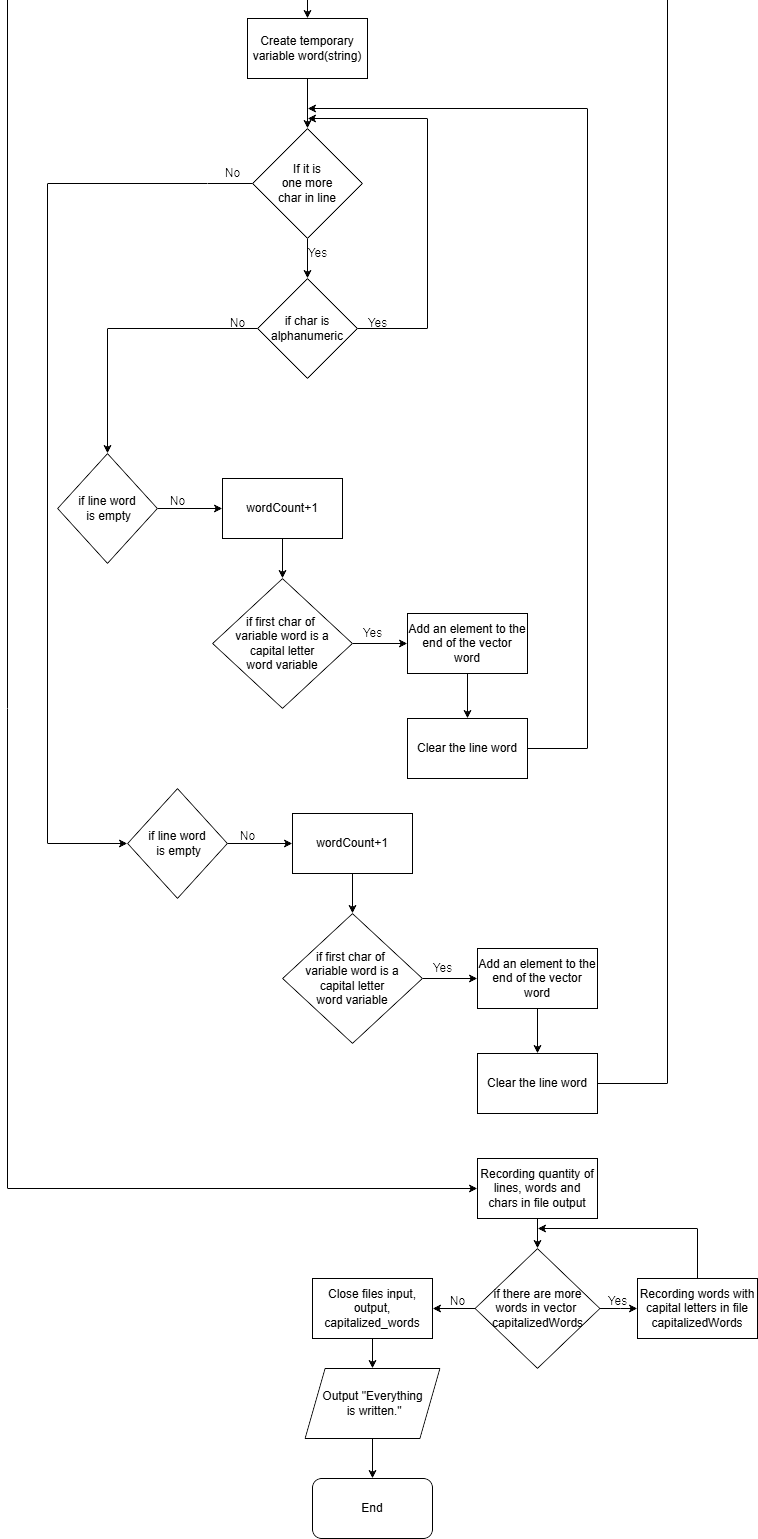 Create temporary
variable word(string)
If it is
one more
char in line
No
Yes
if char is
alphanumeric
No
Yes
if line word
is empty
No
wordCount+1
if first char of
variable word is a
capital letter
word variable
Yes
Add an element to the
end of the vector
word
Clear the line word
if line word
is empty
No
wordCount+1
if first char of
variable word is a
capital letter
word variable
Yes
Add an element to the
end of the vector
word
Clear the line word
Recording quantity of
lines, words and
chars in file output
if there are more
words in vector
capitalizedWords
No
Yes
Close files input,
output,
capitalized_words
Recording words with
capital letters in file
capitalizedWords
Output "Everything
is written."
End